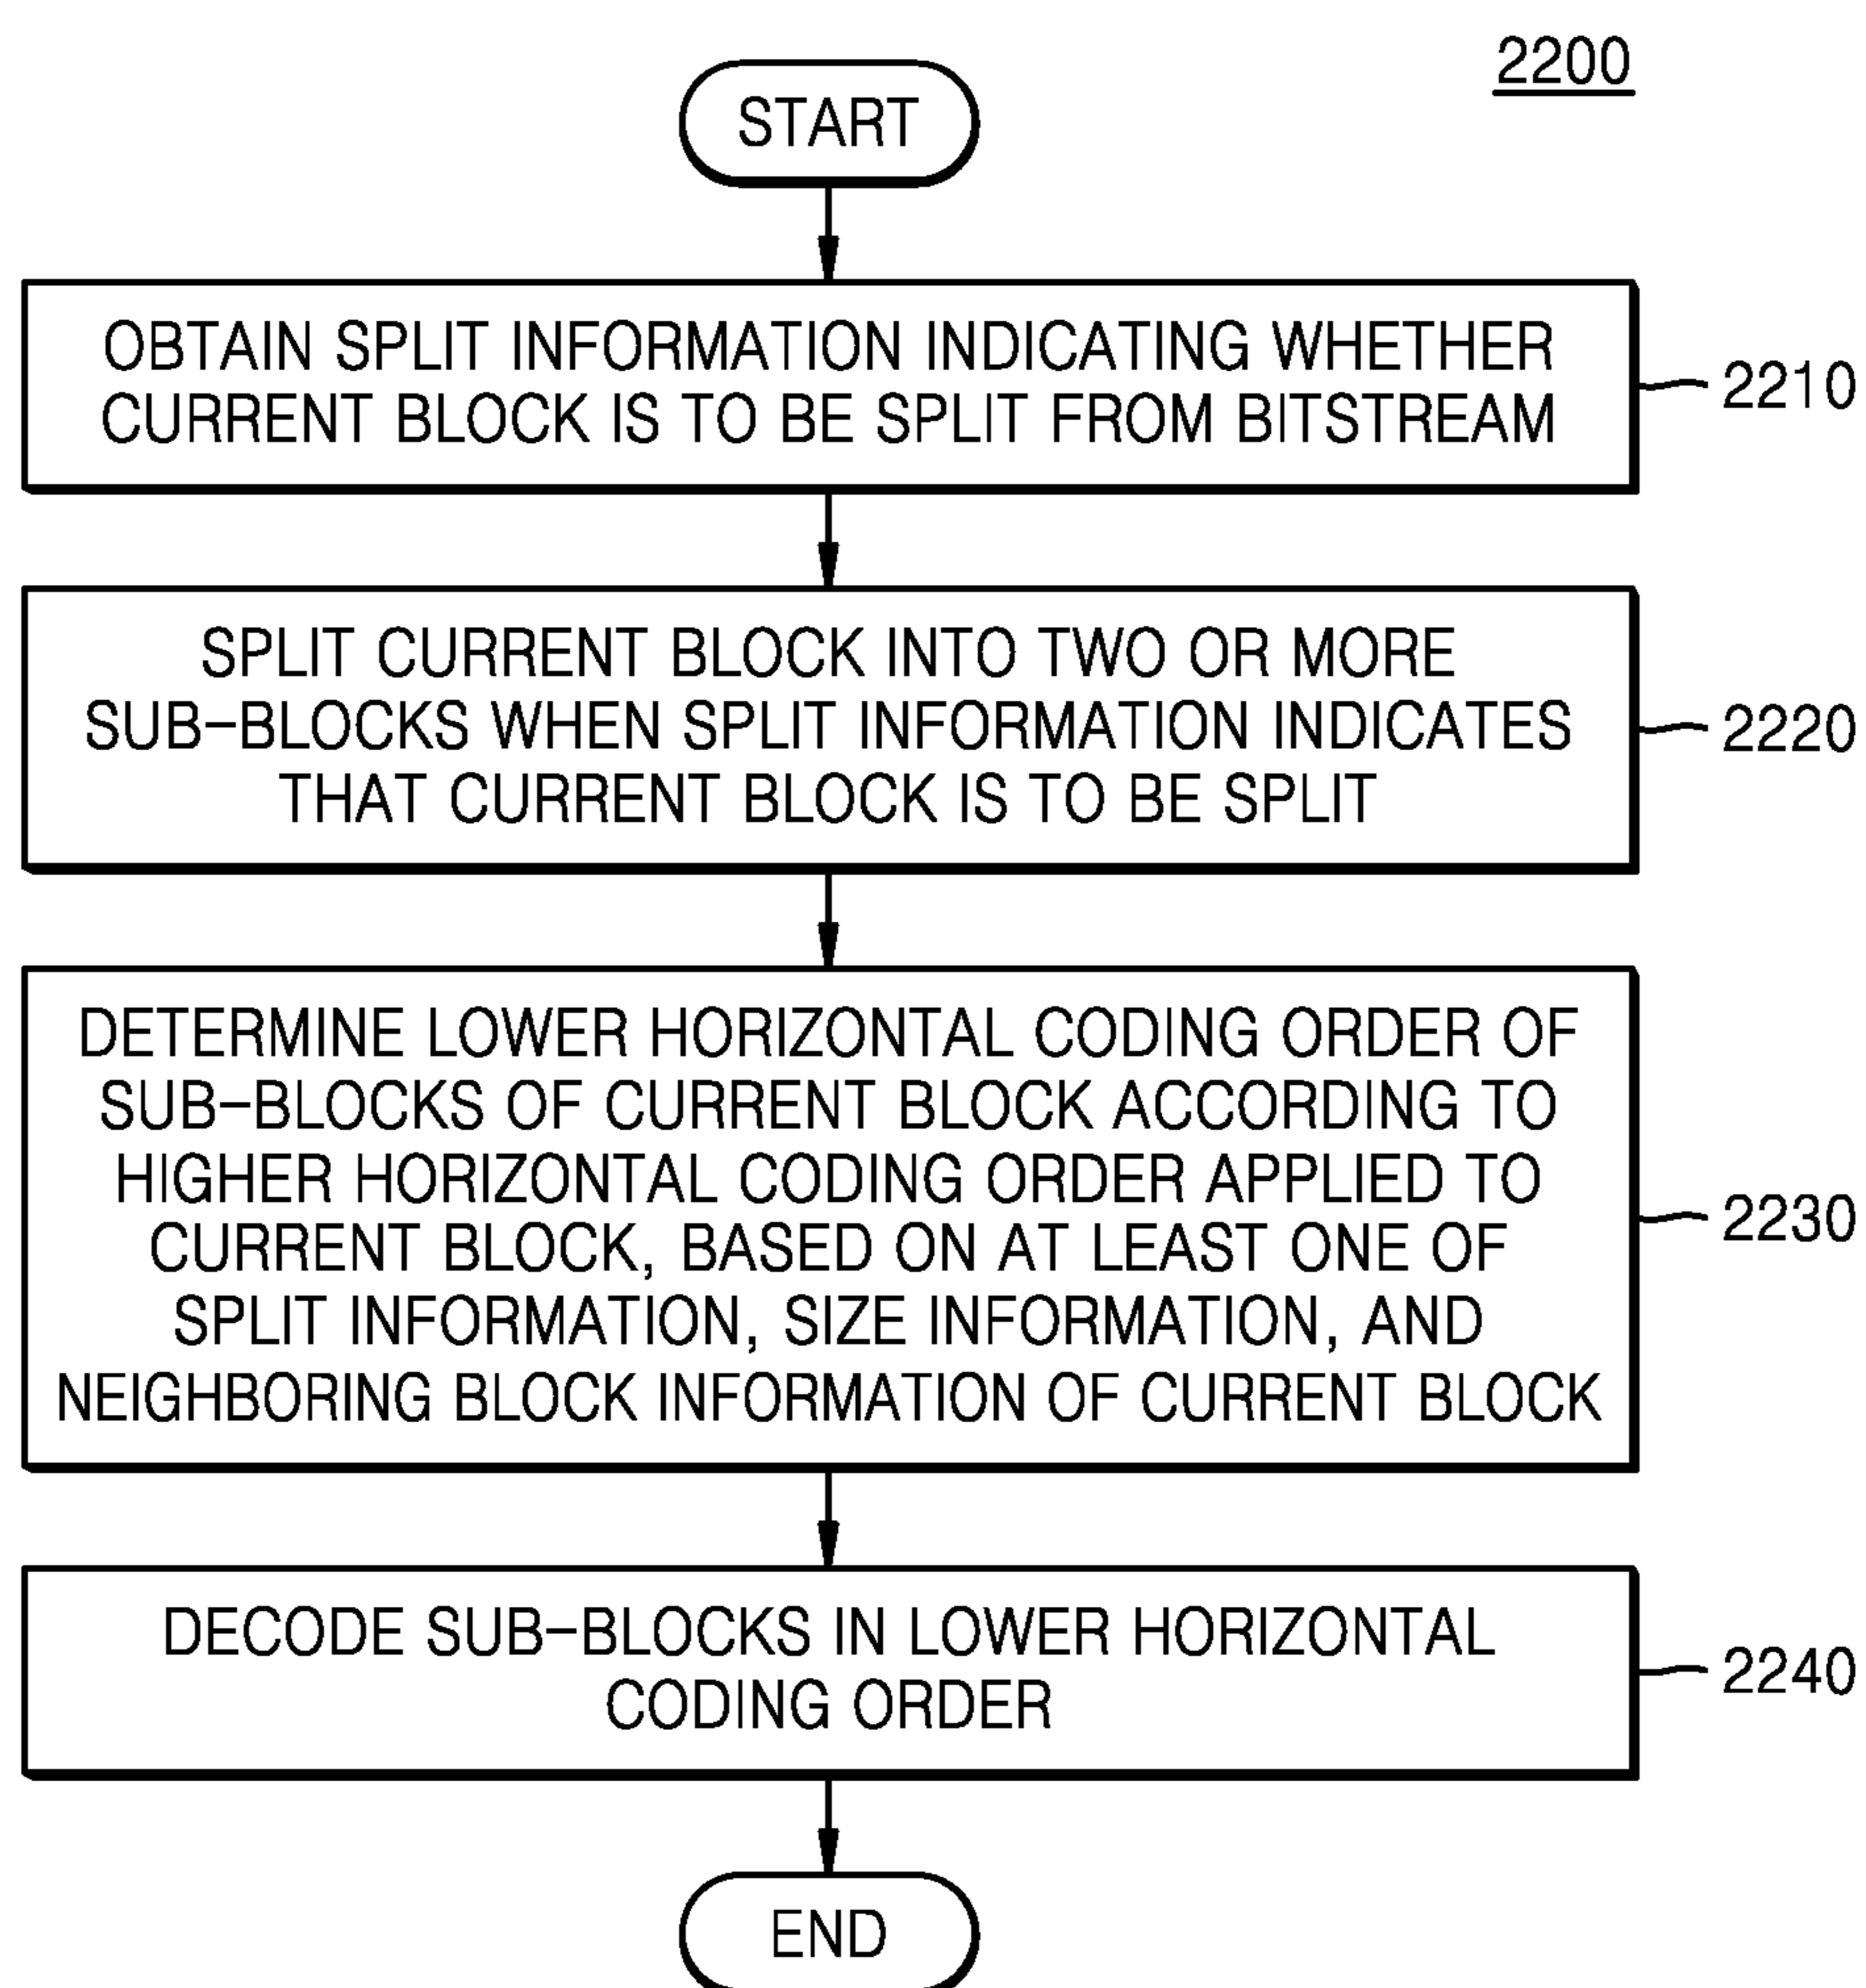 2200
START
OBTAIN SPLIT INFORMATION INDICATING WHETHER
CURRENT BLOCK IS TO BE SPLIT FROM BITSTREAM
2210
SPLIT CURRENT BLOCK INTO TWO OR MORE
SUB-BLOCKS WHEN SPLIT INFORMATION INDICATES
THAT CURRENT BLOCK IS TO BE SPLIT
2220
DETERMINE LOWER HORIZONTAL CODING ORDER OF
SUB-BLOCKS OF CURRENT BLOCK ACCORDING TO
HIGHER HORIZONTAL CODING ORDER APPLIED TO
CURRENT BLOCK, BASED ON AT LEAST ONE OF
SPLIT INFORMATION, SIZE INFORMATION, AND
NEIGHBORING BLOCK INFORMATION OF CURRENT BLOCK
2230
DECODE SUB-BLOCKS IN LOWER HORIZONTAL
CODING ORDER
2240
END